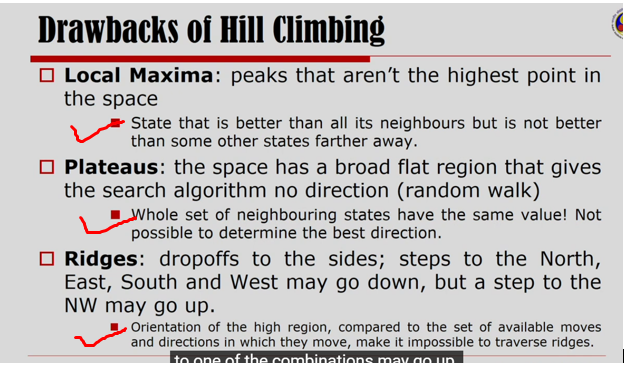 Drawbacks of Hill Climbing
Local Maxima: peaks that aren't the highest point in
the space
State that is better than all its neighbours but is not better
than some other states farther away.
Plateaus: the space has a broad flat region that gives
the search algorithm no direction (random walk)
Whole set of neighbouring states have the same value! Not
possible to determine the best direction.
Ridges: dropoffs to the sides; steps to the North,
East, South and West may go down, but a step to the
NW may go up.
Orientation of the high region, compared to the set of available moves
and directions in which they move, make it impossible to traverse ridges.
to one of the combinations may go up